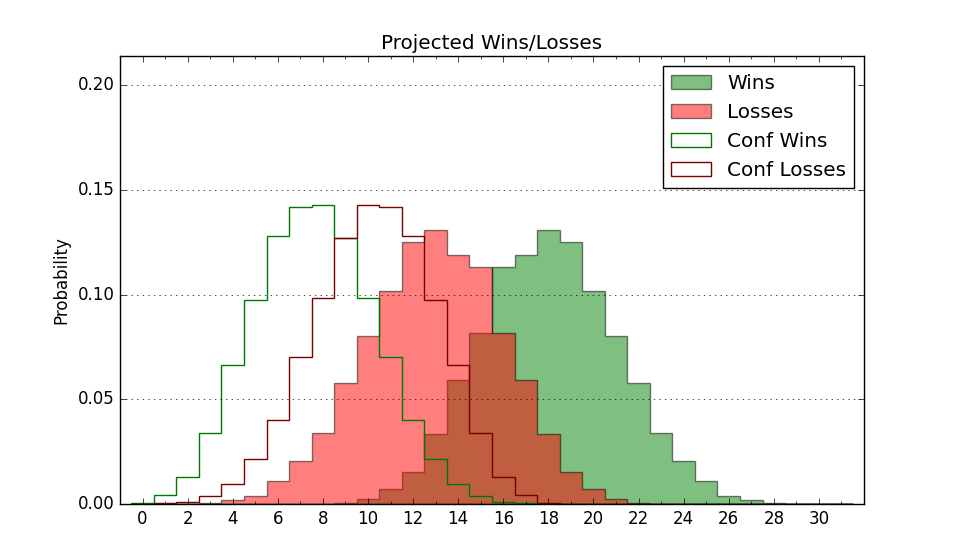 Projected Wins/Losses
Wins
Losses
Conf Wins
Conf Losses
Probability
0.20
0.15
0.10
0.05
0.00
0 2 4 6 8 10 12 14 16 18 20 22 24 26 28 30